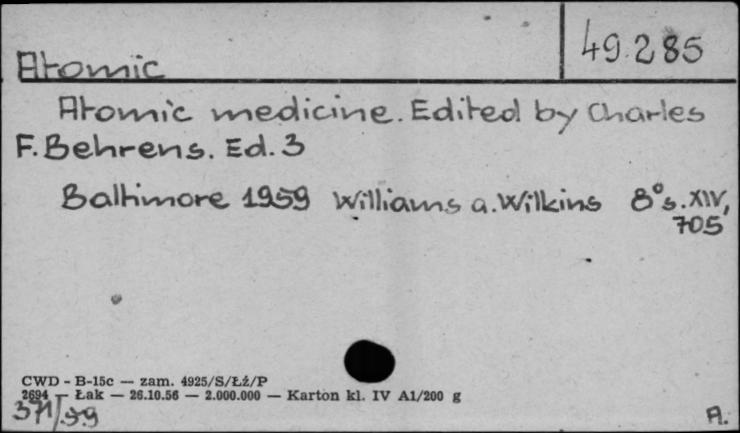 Atomic
49.285
Atomic medicine. Edited by Charles
F. Behrens. Ed. 3
Baltimore 1959 Williams a. Wilkins 8° s. XIV,
705
CWD - B-15c — zam. 4925/S/Łź/P
2694 — Łak — 26.10.56 — 2.000.000 — Karton kl. IV A1/200 g
371/59
A.